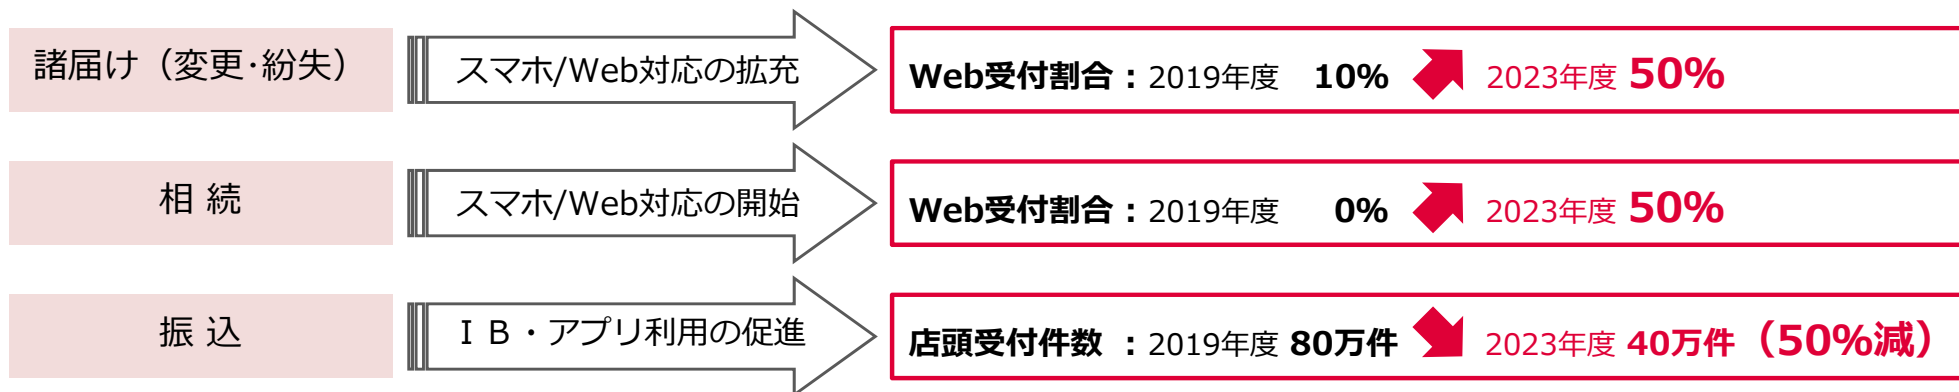 諸届け（変更･紛失） スマホ/Web対応の拡充 Web受付割合：2019年度 10% 2023年度 50%
相 続 スマホ/Web対応の開始 Web受付割合：2019年度 0% 2023年度 50%
振 込 ＩＢ・アプリ利用の促進 店頭受付件数 ：2019年度 80万件 2023年度 40万件（50%減）